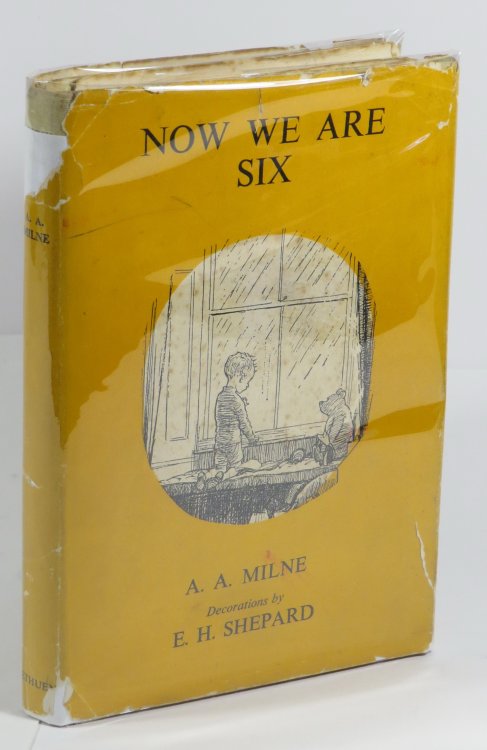 NOW WE ARE
SIX
A. A. MILNE
Decorations by
E. H. SHEPARD
A. A.
MILNE